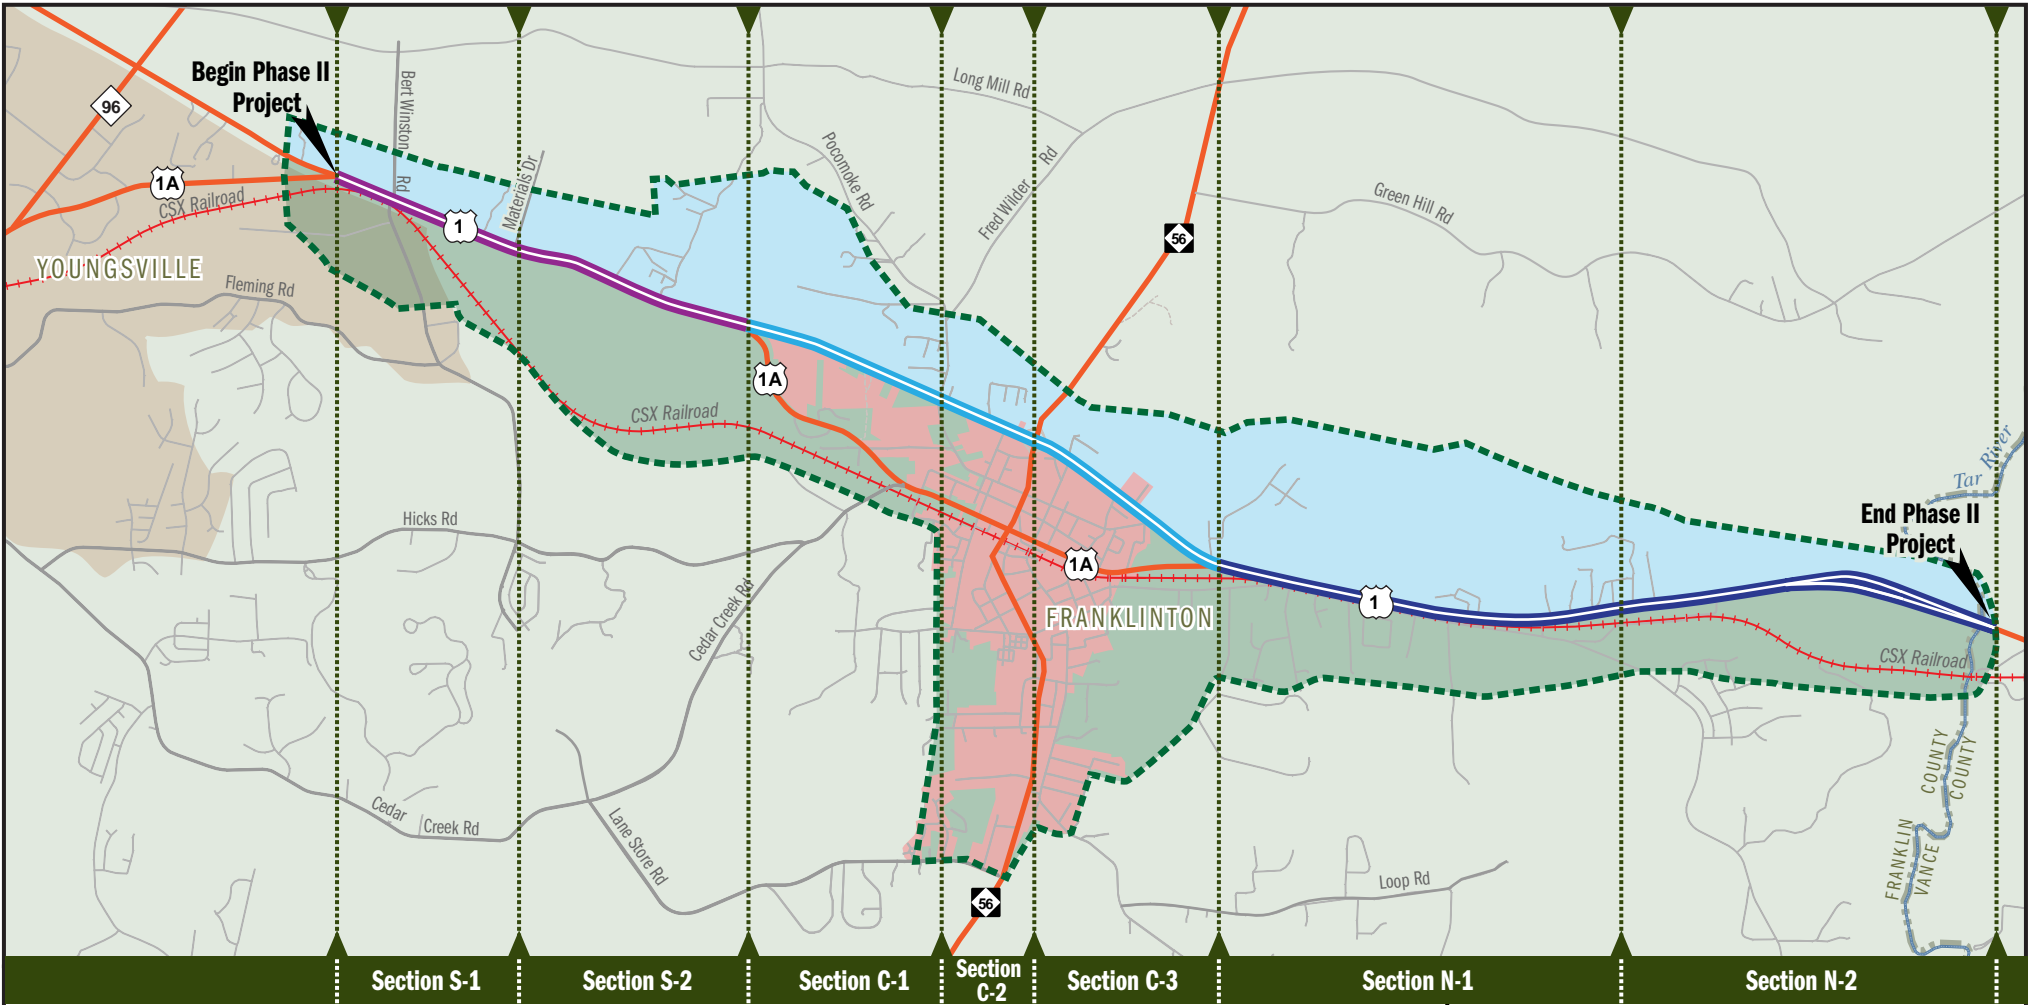 Begin Phase II
Project
96
1A
CSX Railroad
YOUNGSVILLE
Fleming Rd
Bert Winston
Rd
1
Materials Dr
Long Mill Rd
Pocomoke Rd
Fred Wilder
Rd
56
Green Hill Rd
1A
CSX Railroad
Tar River
End Phase II
Project
Hicks Rd
Cedar Creek Rd
1A
FRANKLINTON
1
CSX Railroad
Cedar
Creek Rd
Lane Store Rd
56
Loop Rd
COUNTY
COUNTY
FRANKLIN
VANCE
Section S-1
Section S-2
Section C-1
Section
C-2
Section C-3
Section N-1
Section N-2